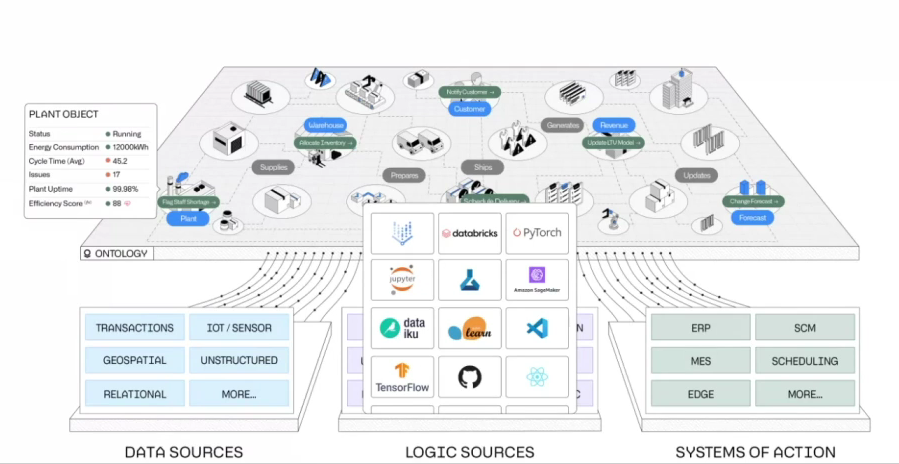 Notify Customer →
Customer
PLANT OBJECT
Status Running
Energy Consumption 12000kWh
Cycle Time (Avg) 45.2
Issues 17
Plant Uptime 99.98%
Efficiency Score 88
Warehouse
Allocate Inventory →
Generates
Revenue
Update LTV Model →
Supplies
Prepares
Ships
Updates
Flag Staff Shortage →
Plant
Schedule Delivery
Change Forecast →
Forecast
ONTOLOGY
databricks
PyTorch
jupyter
Amazon SageMaker
data iku
learn
TensorFlow
TRANSACTIONS
IOT / SENSOR
GEOSPATIAL
UNSTRUCTURED
RELATIONAL
MORE...
ERP
SCM
MES
SCHEDULING
EDGE
MORE...
DATA SOURCES
LOGIC SOURCES
SYSTEMS OF ACTION